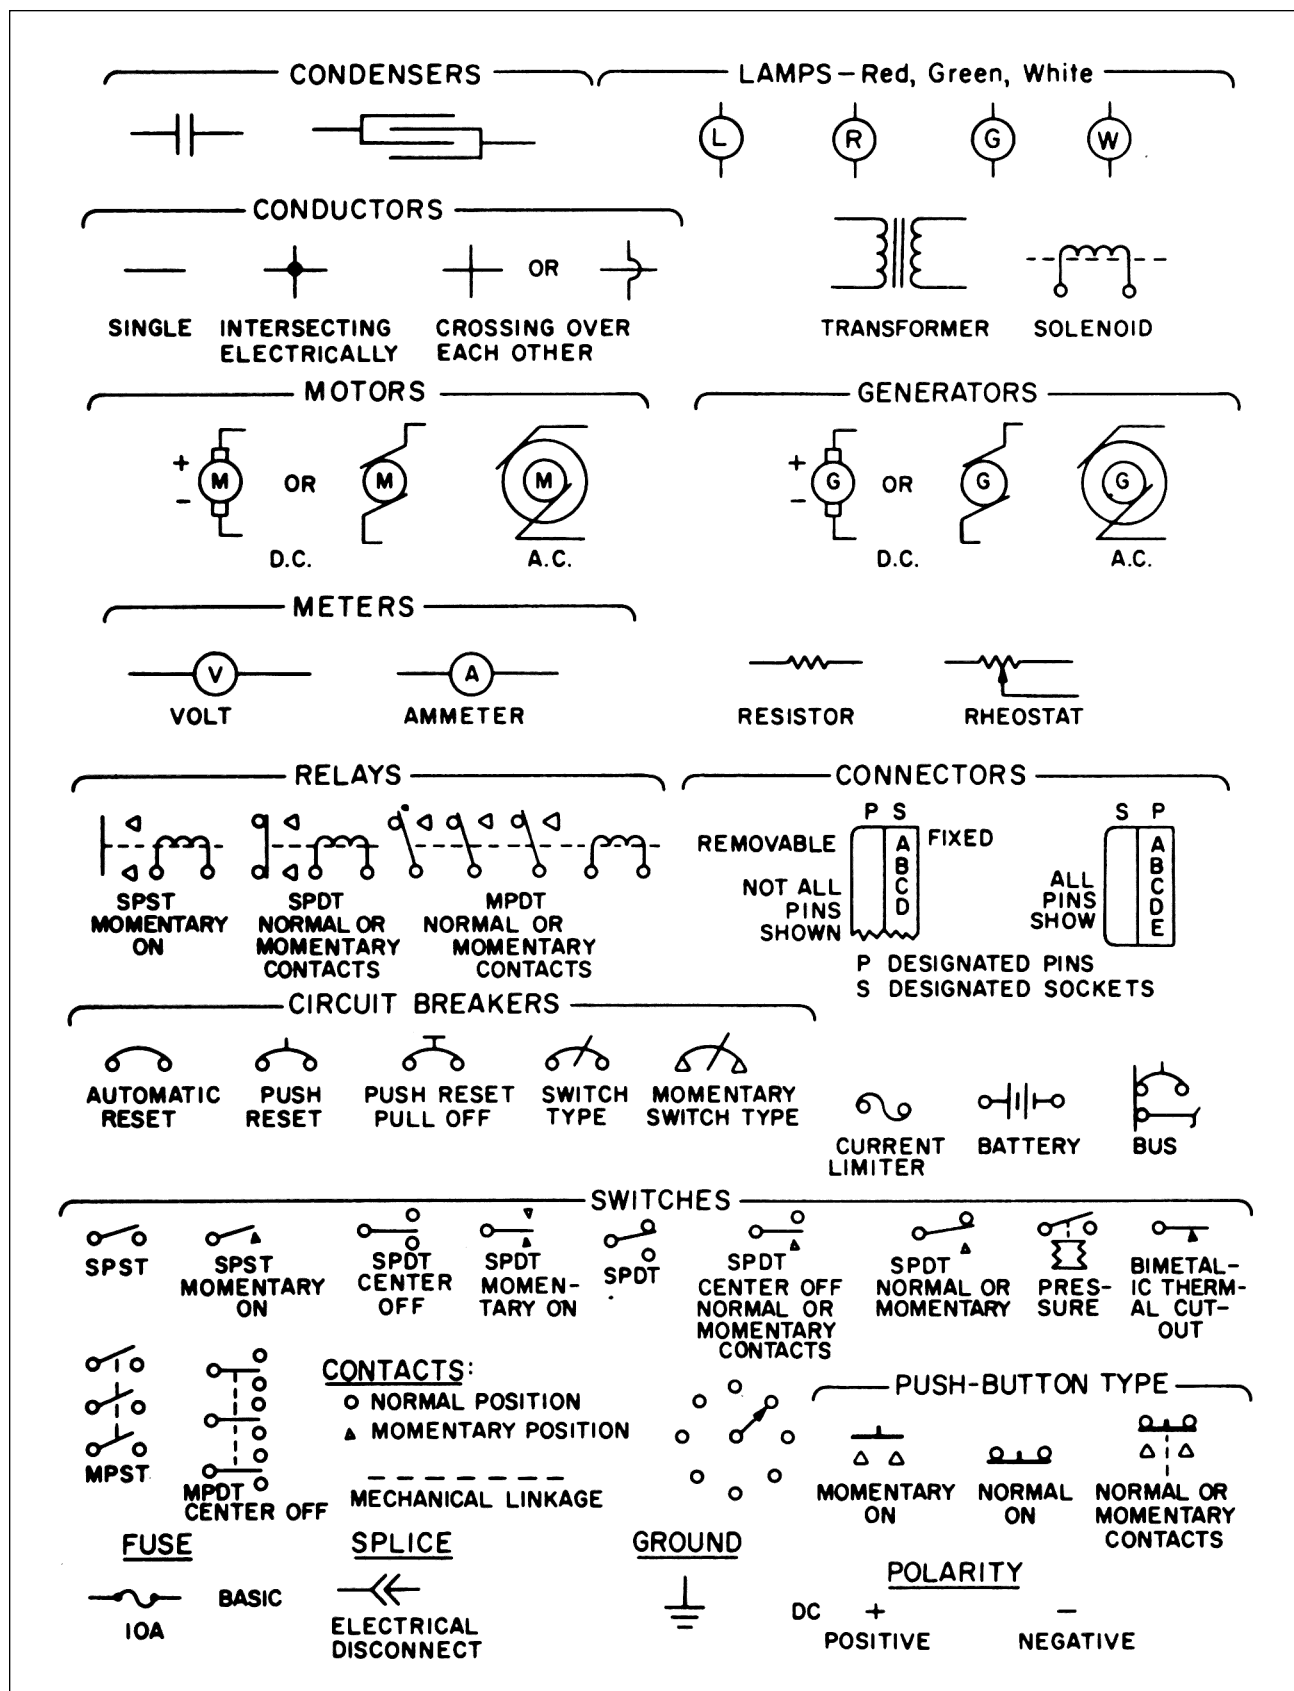 CONDENSERS
LAMPS – Red, Green, White
L
R
G
W
CONDUCTORS
OR
SINGLE
INTERSECTING
ELECTRICALLY
CROSSING OVER
EACH OTHER
TRANSFORMER
SOLENOID
MOTORS
GENERATORS
+
–
M
OR
M
M
D.C.
A.C.
+
–
G
OR
G
G
D.C.
A.C.
METERS
V
A
VOLT
AMMETER
RESISTOR
RHEOSTAT
RELAYS
SPST
MOMENTARY
ON
SPDT
NORMAL OR
MOMENTARY
CONTACTS
MPDT
NORMAL OR
MOMENTARY
CONTACTS
CONNECTORS
P S
REMOVABLE
FIXED
A
B
C
D
NOT ALL
PINS
SHOWN
S P
A
B
C
D
E
ALL
PINS
SHOW
P DESIGNATED PINS
S DESIGNATED SOCKETS
CIRCUIT BREAKERS
AUTOMATIC
RESET
PUSH
RESET
PUSH RESET
PULL OFF
SWITCH
TYPE
MOMENTARY
SWITCH TYPE
CURRENT
LIMITER
BATTERY
BUS
SWITCHES
SPST
SPST
MOMENTARY
ON
SPDT
CENTER
OFF
SPDT
MOMEN-
TARY ON
SPDT
SPDT
CENTER OFF
NORMAL OR
MOMENTARY
CONTACTS
SPDT
NORMAL OR
MOMENTARY
PRES-
SURE
BIMETAL-
IC THERM-
AL CUT-
OUT
MPST
MPDT
CENTER OFF
CONTACTS:
NORMAL POSITION
MOMENTARY POSITION
MECHANICAL LINKAGE
PUSH-BUTTON TYPE
MOMENTARY
ON
NORMAL
ON
NORMAL OR
MOMENTARY
CONTACTS
FUSE
10A
BASIC
SPLICE
ELECTRICAL
DISCONNECT
GROUND
POLARITY
DC + –
POSITIVE
NEGATIVE